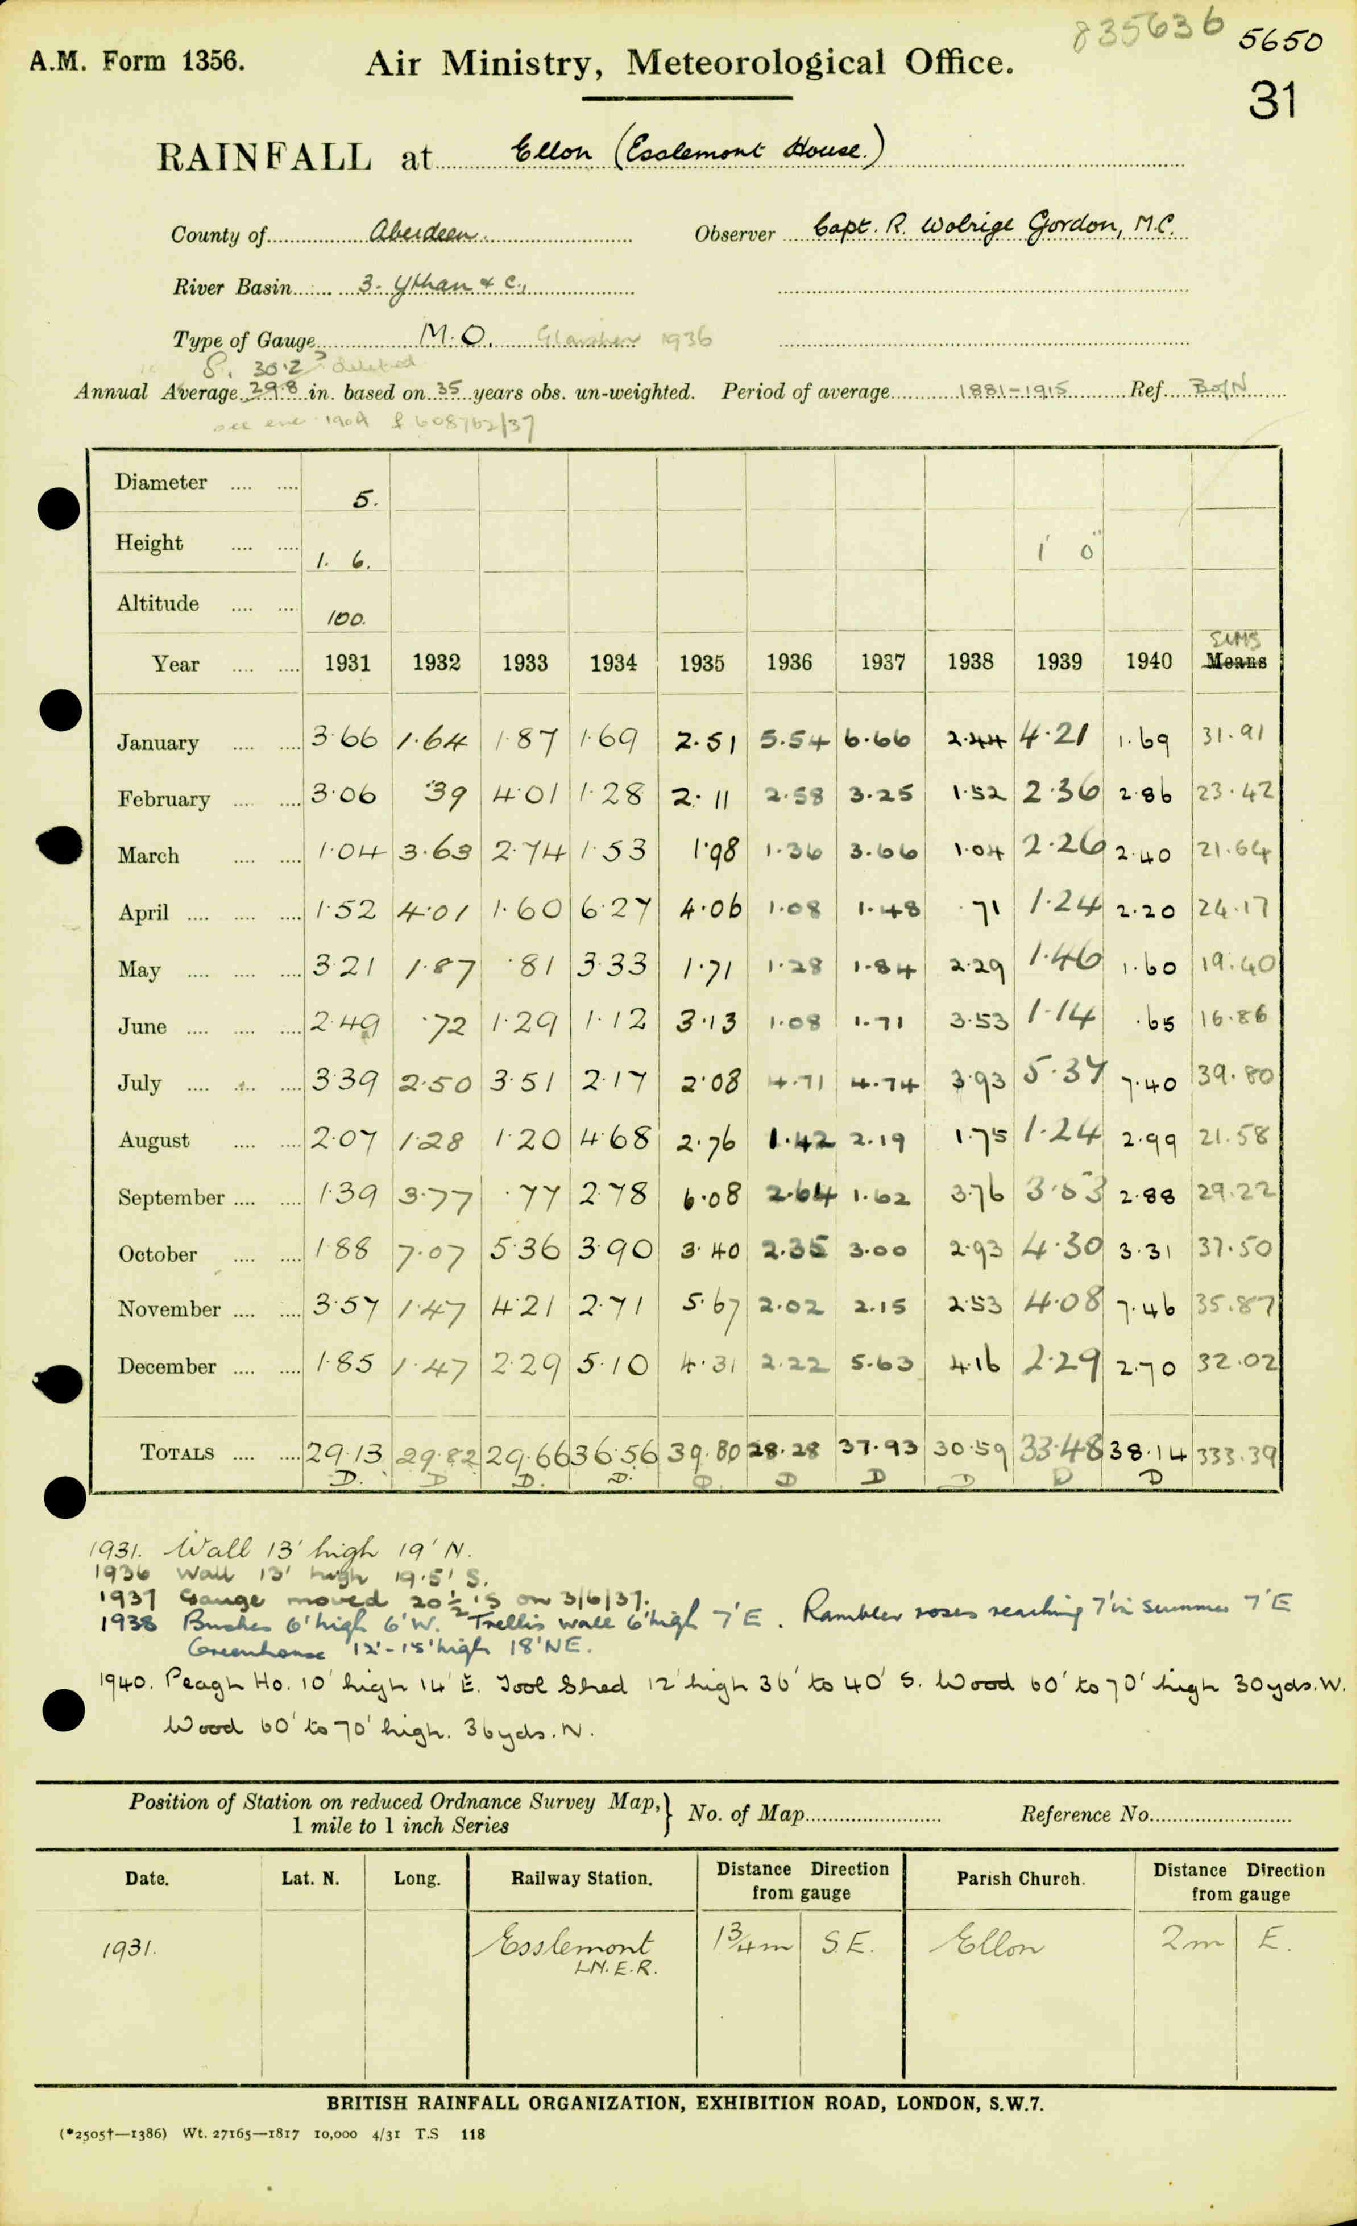 835636 5650
A.M. Form 1356. Air Ministry, Meteorological Office.
31
RAINFALL at Ellon (Esslemont House.)
County of Aberdeen. Observer Capt. R. Wolrige Gordon, M.C.
River Basin 3. Ythan & c.,
Type of Gauge M.O. Glaisher 1936
30.2 deleted
Annual Average 29.8 in. based on 35 years obs. un-weighted. Period of average 1881-1915 Ref. B of N
see 1904 608762/37
Diameter 5.
Height 1. 6. 1' 0"
Altitude 100.
SUMS
Year 1931 1932 1933 1934 1935 1936 1937 1938 1939 1940 Means
January 3.66 1.64 1.87 1.69 2.51 5.54 6.66 2.44 4.21 1.69 31.91
February 3.06 .39 4.01 1.28 2.11 2.58 3.25 1.52 2.36 2.86 23.42
March 1.04 3.63 2.74 1.53 1.98 1.36 3.66 1.04 2.26 2.40 21.64
April 1.52 4.01 1.60 6.27 4.06 1.08 1.48 .71 1.24 2.20 24.17
May 3.21 1.87 .81 3.33 1.71 1.28 1.84 2.29 1.46 1.60 19.40
June 2.49 .72 1.29 1.12 3.13 1.08 1.71 3.53 1.14 .65 16.86
July 3.39 2.50 3.51 2.17 2.08 4.71 4.74 3.93 5.37 7.40 39.80
August 2.07 1.28 1.20 4.68 2.76 1.42 2.19 1.75 1.24 2.99 21.58
September 1.39 3.77 .77 2.78 6.08 2.64 1.62 3.76 3.53 2.88 29.22
October 1.88 7.07 5.36 3.90 3.40 2.35 3.00 2.93 4.30 3.31 37.50
November 3.57 1.47 4.21 2.71 5.67 2.02 2.15 2.53 4.08 7.46 35.87
December 1.85 1.47 2.29 5.10 4.31 2.22 5.63 4.16 2.29 2.70 32.02
TOTALS 29.13 29.82 29.66 36.56 39.80 28.28 37.93 30.59 33.48 38.14 333.39
D. D D. D. D. D D D D D
1931. Wall 13' high 19' N.
1936 Wall 13' high 19.5' S.
1937 Gauge moved 20½' S on 3/6/37.
1938 Bushes 6' high 6' W. Trellis wall 6' high 7' E. Rambler roses reaching 7' in summer 7' E
Greenhouse 12'-15' high 18' NE.
1940. Peach Ho. 10' high 14' E. Tool Shed 12' high 36' to 40' S. Wood 60' to 70' high 30yds. W.
Wood 60' to 70' high. 36yds. N.
Position of Station on reduced Ordnance Survey Map, 1 mile to 1 inch Series } No. of Map Reference No.
Date. Lat. N. Long. Railway Station. Distance Direction from gauge Parish Church. Distance Direction from gauge
1931. Esslemont L.N.E.R. 1¾m S.E. Ellon 2m E.
BRITISH RAINFALL ORGANIZATION, EXHIBITION ROAD, LONDON, S.W.7.
(*2505†—1386) Wt. 27165—1817 10,000 4/31 T.S 118